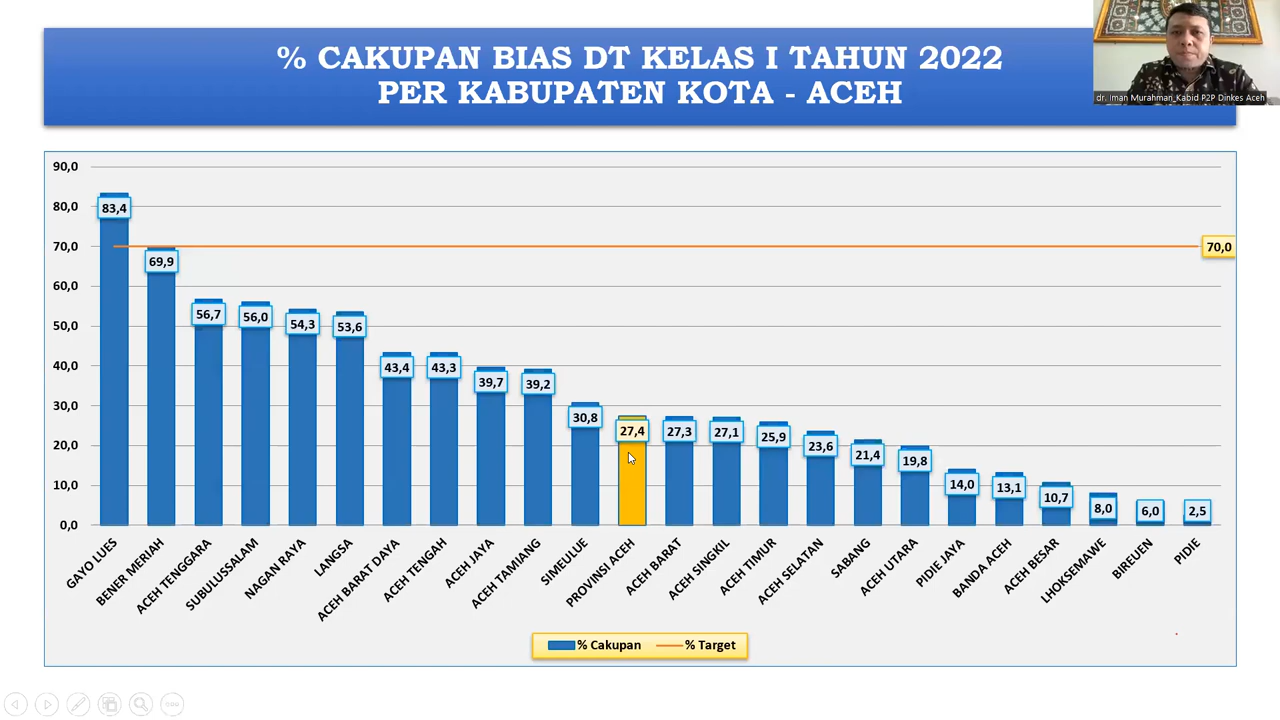 % CAKUPAN BIAS DT KELAS I TAHUN 2022
PER KABUPATEN KOTA - ACEH
dr. Iman Murahman_Kabid P2P Dinkes Aceh
90,0
80,0
70,0
60,0
50,0
40,0
30,0
20,0
10,0
0,0
83,4
69,9
56,7
56,0
54,3
53,6
43,4
43,3
39,7
39,2
30,8
27,4
27,3
27,1
25,9
23,6
21,4
19,8
14,0
13,1
10,7
8,0
6,0
2,5
70,0
GAYO LUES
BENER MERIAH
ACEH TENGGARA
SUBULUSSALAM
NAGAN RAYA
LANGSA
ACEH BARAT DAYA
ACEH TENGAH
ACEH JAYA
ACEH TAMIANG
SIMEULUE
PROVINSI ACEH
ACEH BARAT
ACEH SINGKIL
ACEH TIMUR
ACEH SELATAN
SABANG
ACEH UTARA
PIDIE JAYA
BANDA ACEH
ACEH BESAR
LHOKSEMAWE
BIREUEN
PIDIE
% Cakupan
% Target